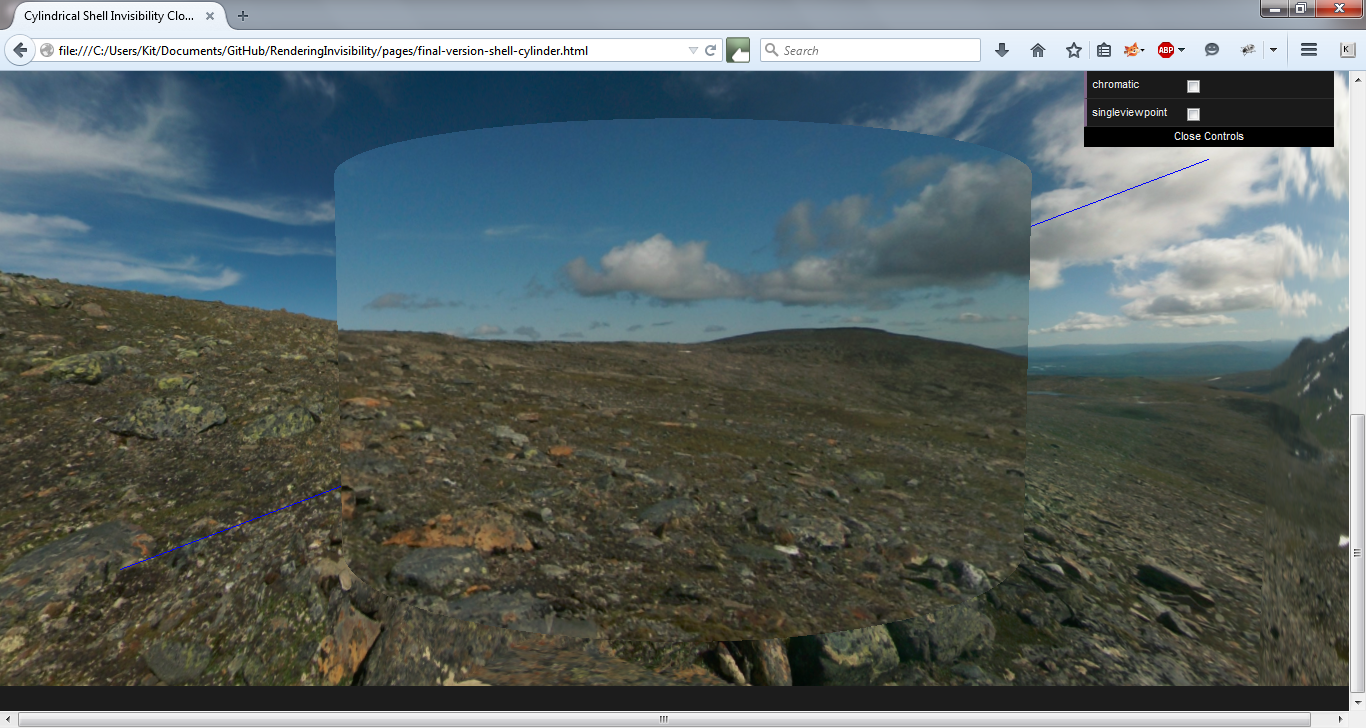 Cylindrical Shell Invisibility Clo...
file:///C:/Users/Kit/Documents/GitHub/RenderingInvisibility/pages/final-version-shell-cylinder.html
Search
ABP
K
chromatic
singleviewpoint
Close Controls